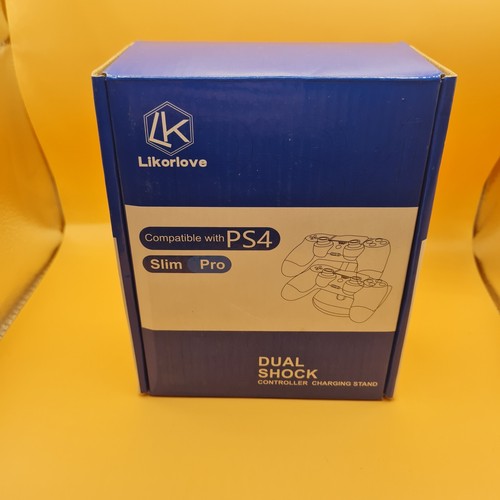 LK
Likorlove
Compatible with PS4
Slim Pro
DUAL
SHOCK
CONTROLLER CHARGING STAND